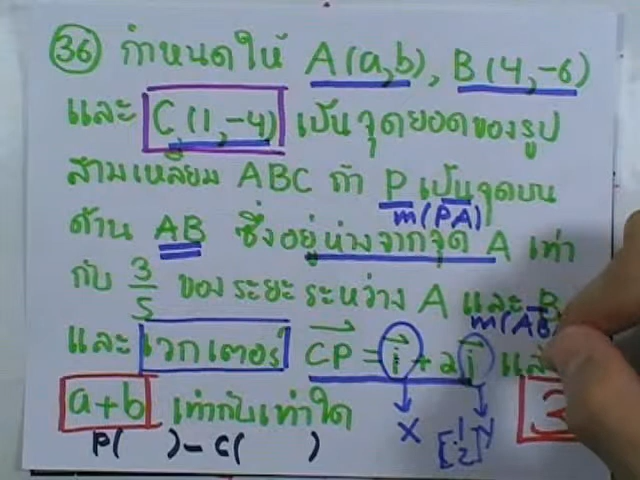 36 กำหนดให้ A(a,b), B(4,-6)
และ C(1,-4) เป็นจุดยอดของรูป
สามเหลี่ยม ABC ถ้า P เป็นจุดบน
m(PA)
ด้าน AB ซึ่งอยู่ห่างจากจุด A เท่า
กับ 3/5 ของระยะระหว่าง A และ B
m(AB)
และ เวกเตอร์ CP = i + 2j
a+b เท่ากับเท่าใด
x [1 2] y
P( ) - C( )
3